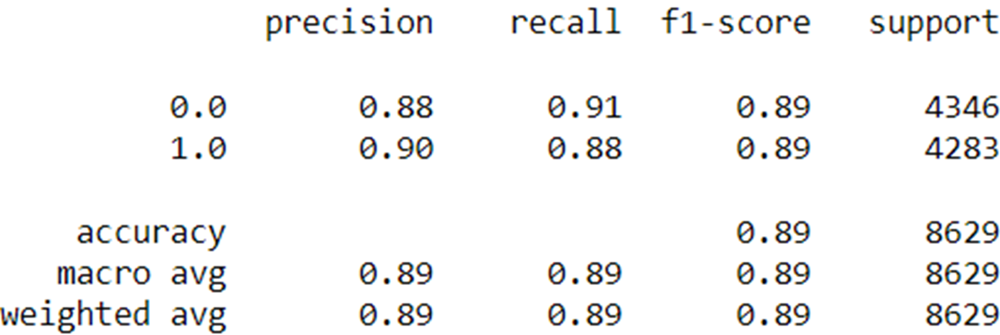 precision recall f1-score support
0.0 0.88 0.91 0.89 4346
1.0 0.90 0.88 0.89 4283
accuracy 0.89 8629
macro avg 0.89 0.89 0.89 8629
weighted avg 0.89 0.89 0.89 8629